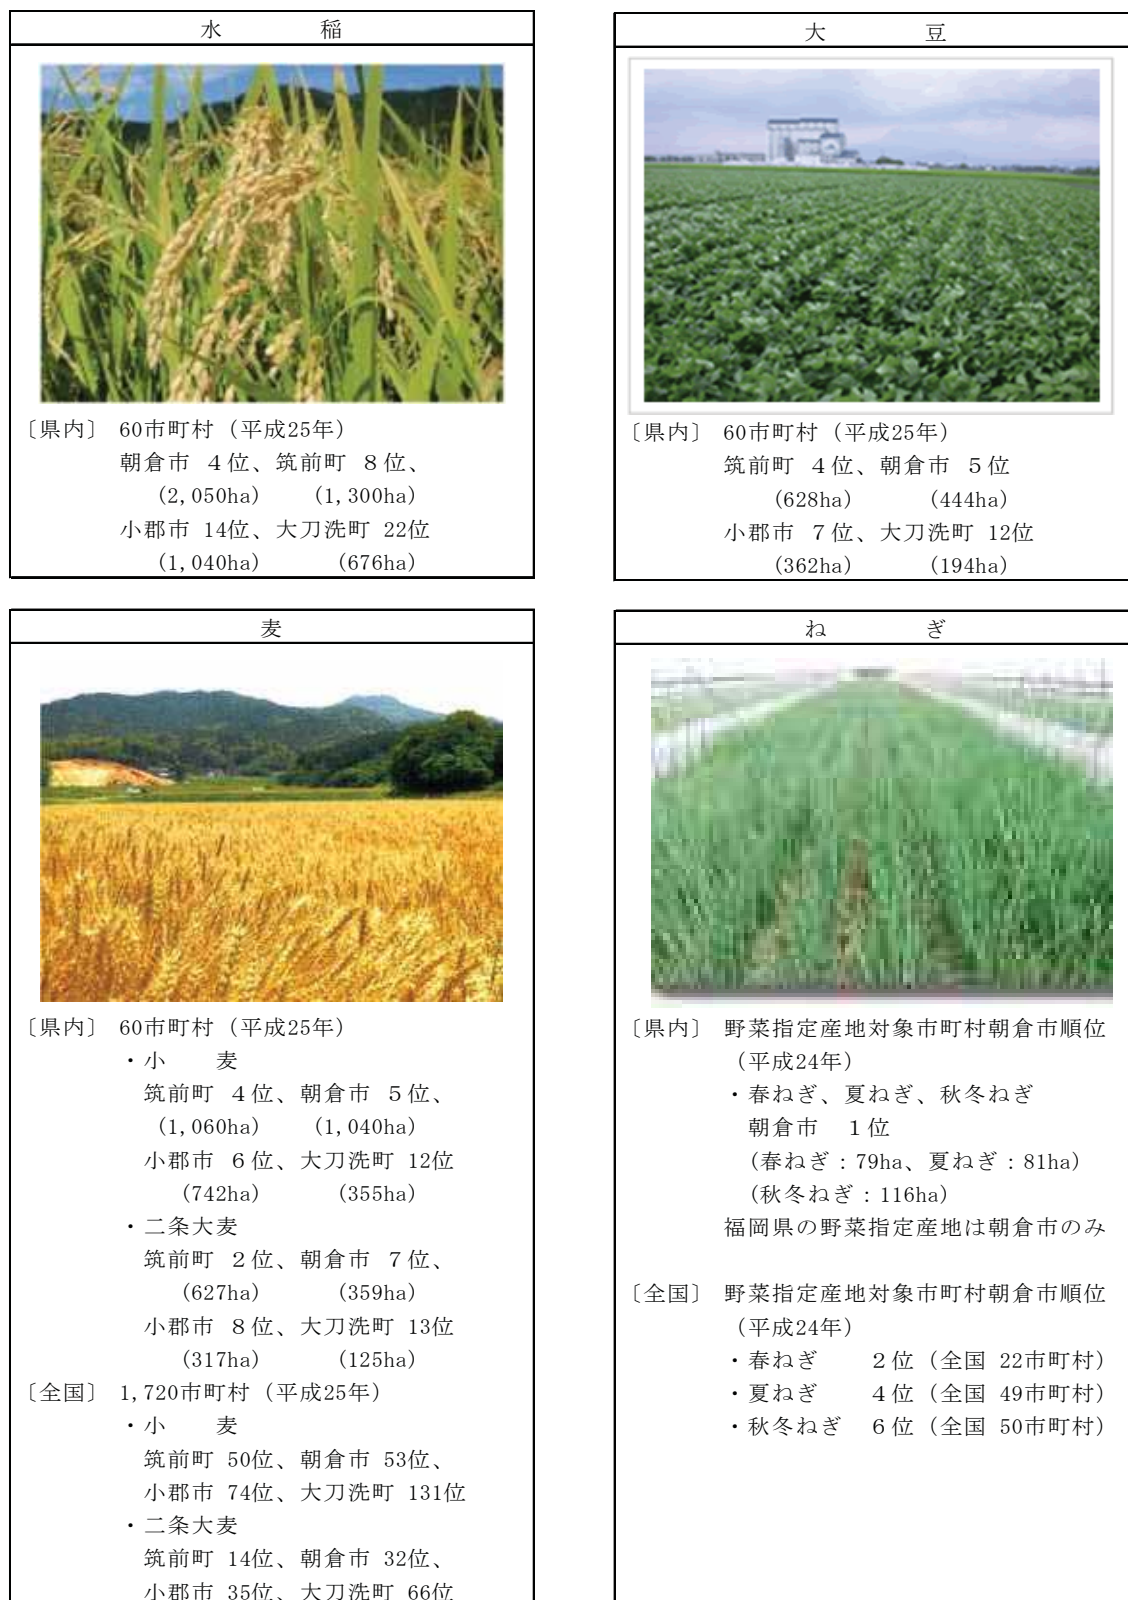 水　　　稲
〔県内〕 60市町村（平成25年）
朝倉市 ４位、筑前町 ８位、
（2,050ha） （1,300ha）
小郡市 14位、大刀洗町 22位
（1,040ha） （676ha）
大　　　豆
〔県内〕 60市町村（平成25年）
筑前町 ４位、朝倉市 ５位
（628ha） （444ha）
小郡市 ７位、大刀洗町 12位
（362ha） （194ha）
麦
〔県内〕 60市町村（平成25年）
・小　　麦
筑前町 ４位、朝倉市 ５位、
（1,060ha） （1,040ha）
小郡市 ６位、大刀洗町 12位
（742ha） （355ha）
・二条大麦
筑前町 ２位、朝倉市 ７位、
（627ha） （359ha）
小郡市 ８位、大刀洗町 13位
（317ha） （125ha）
〔全国〕 1,720市町村（平成25年）
・小　　麦
筑前町 50位、朝倉市 53位、
小郡市 74位、大刀洗町 131位
・二条大麦
筑前町 14位、朝倉市 32位、
小郡市 35位、大刀洗町 66位
ね　　　ぎ
〔県内〕 野菜指定産地対象市町村朝倉市順位
（平成24年）
・春ねぎ、夏ねぎ、秋冬ねぎ
朝倉市　１位
（春ねぎ：79ha、夏ねぎ：81ha）
（秋冬ねぎ：116ha）
福岡県の野菜指定産地は朝倉市のみ
〔全国〕 野菜指定産地対象市町村朝倉市順位
（平成24年）
・春ねぎ　２位（全国 22市町村）
・夏ねぎ　４位（全国 49市町村）
・秋冬ねぎ ６位（全国 50市町村）